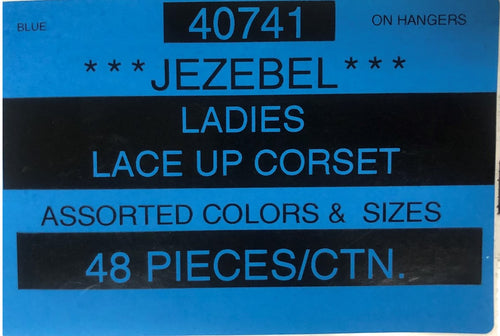 BLUE 40741 ON HANGERS
***JEZEBEL***
LADIES
LACE UP CORSET
ASSORTED COLORS & SIZES
48 PIECES/CTN.